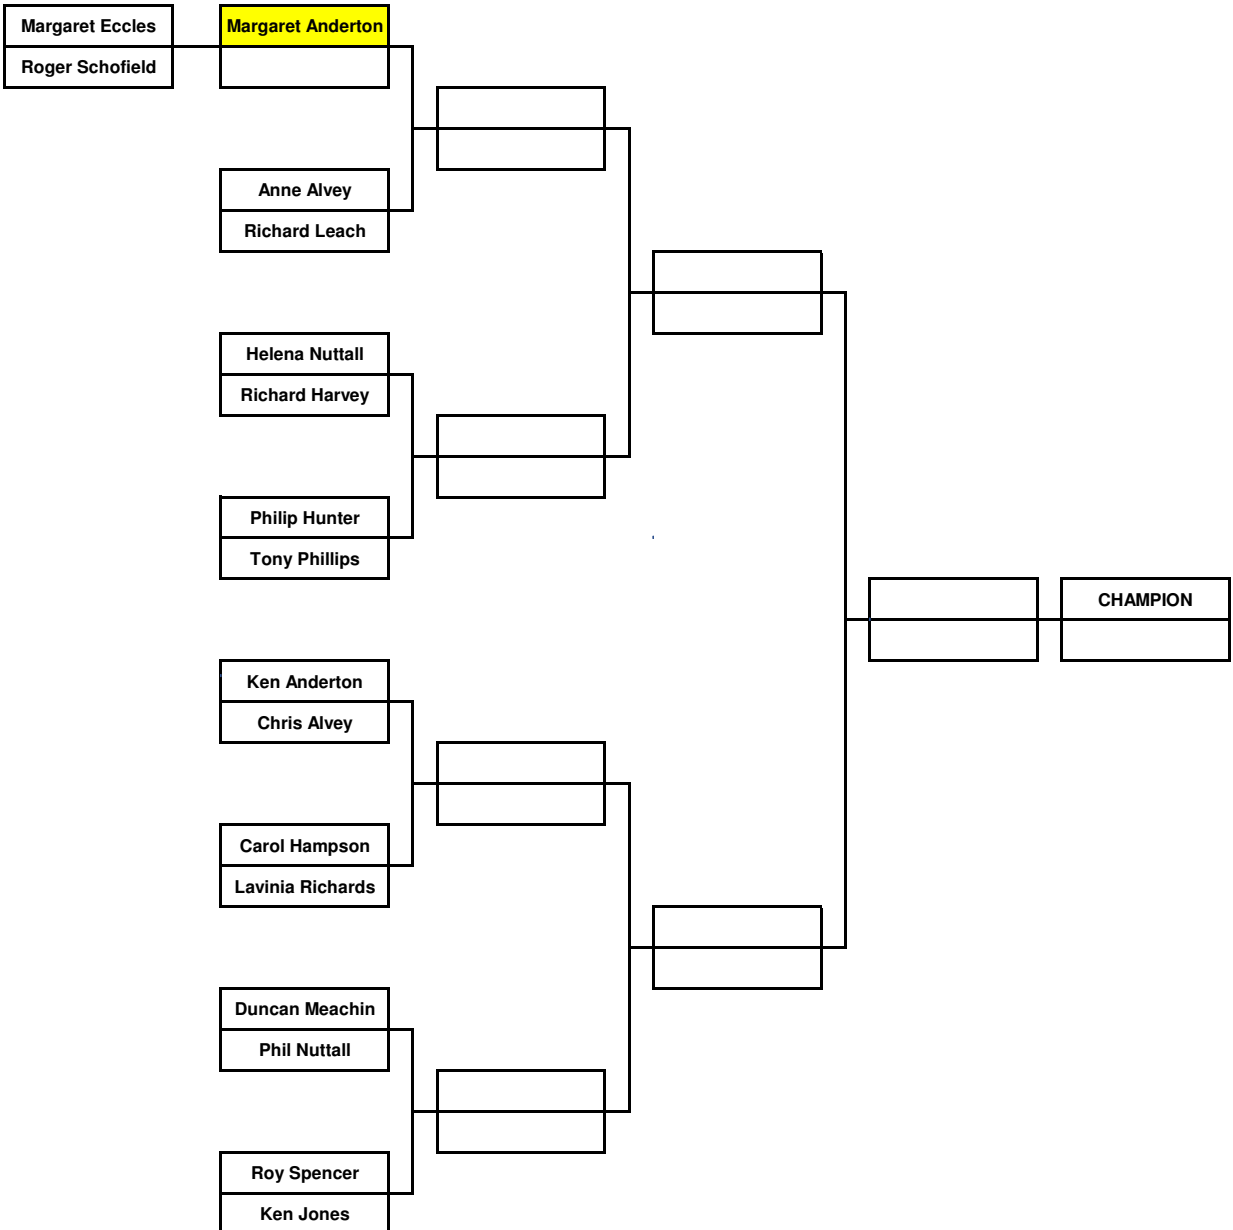 Margaret Eccles
Roger Schofield
Margaret Anderton
Anne Alvey
Richard Leach
Helena Nuttall
Richard Harvey
Philip Hunter
Tony Phillips
Ken Anderton
Chris Alvey
Carol Hampson
Lavinia Richards
Duncan Meachin
Phil Nuttall
Roy Spencer
Ken Jones
CHAMPION